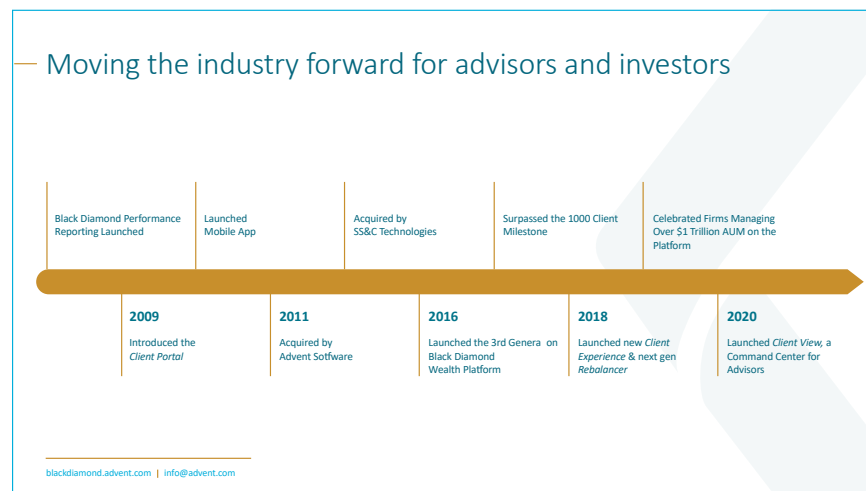 Moving the industry forward for advisors and investors
Black Diamond Performance
Reporting Launched
Launched
Mobile App
Acquired by
SS&C Technologies
Surpassed the 1000 Client
Milestone
Celebrated Firms Managing
Over $1 Trillion AUM on the
Platform
2009
Introduced the
Client Portal
2011
Acquired by
Advent Sotfware
2016
Launched the 3rd Genera on
Black Diamond
Wealth Platform
2018
Launched new Client
Experience & next gen
Rebalancer
2020
Launched Client View, a
Command Center for
Advisors
blackdiamond.advent.com | info@advent.com